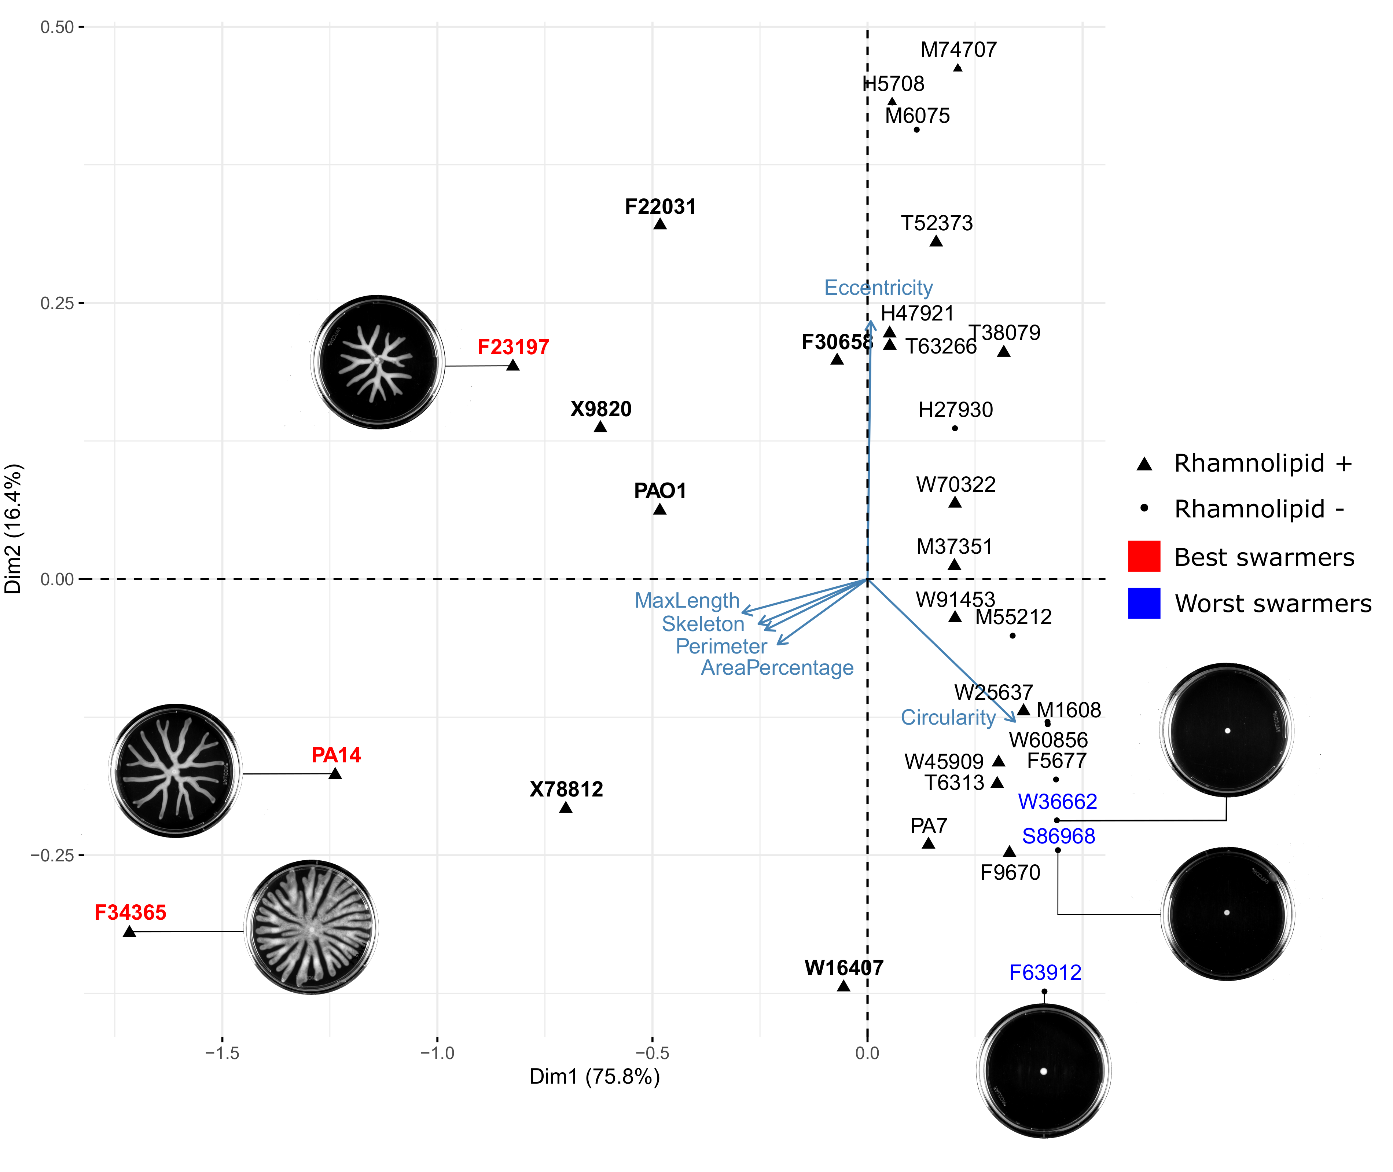 0.50
M74707
H5708
M6075
F22031
T52373
Eccentricity
0.25
H47921
T38079
F30658
T63266
F23197
X9820
H27930
Rhamnolipid +
PAO1
W70322
Rhamnolipid -
M37351
Best swarmers
Dim2 (16.4%)
0.00
MaxLength
W91453
Worst swarmers
Skeleton
M55212
Perimeter
AreaPercentage
W25637
Circularity
M1608
W60856
PA14
W45909
F5677
T6313
X78812
W36662
PA7
S86968
−0.25
F9670
F34365
W16407
F63912
−1.5
−1.0
−0.5
0.0
Dim1 (75.8%)